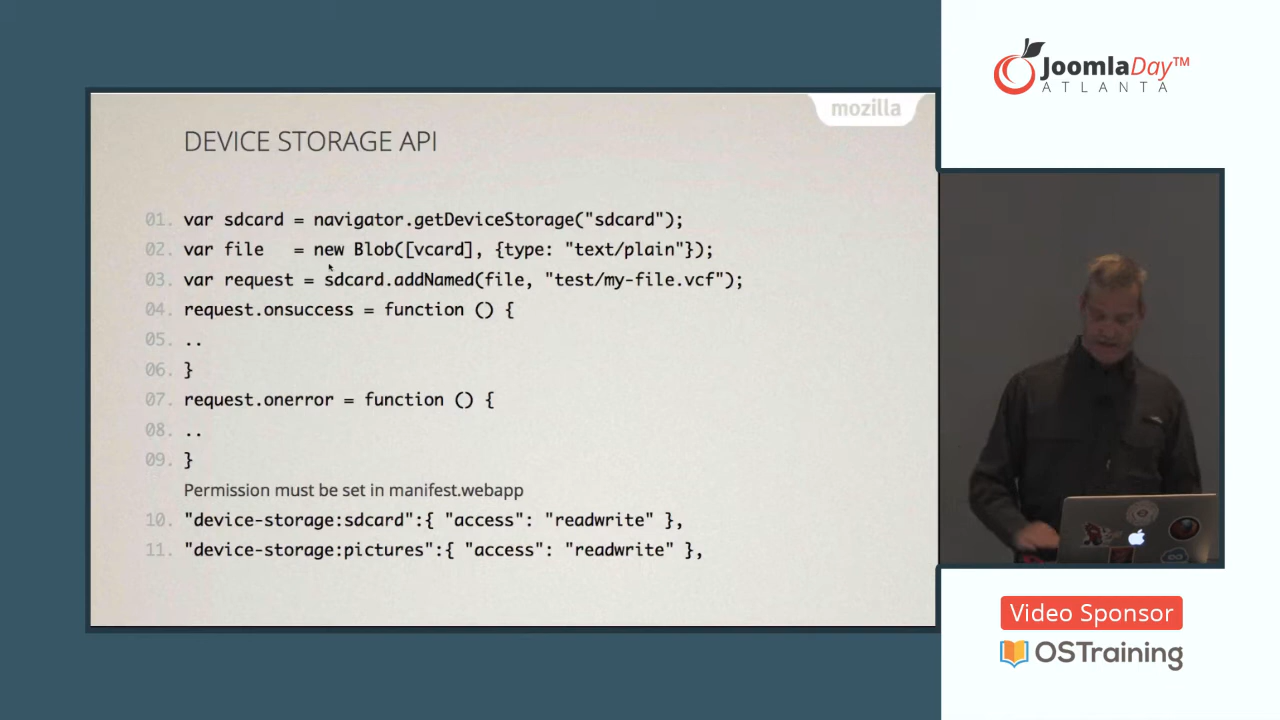 mozilla
DEVICE STORAGE API
01. var sdcard = navigator.getDeviceStorage("sdcard");
02. var file   = new Blob([vcard], {type: "text/plain"});
03. var request = sdcard.addNamed(file, "test/my-file.vcf");
04. request.onsuccess = function () {
05. ..
06. }
07. request.onerror = function () {
08. ..
09. }
Permission must be set in manifest.webapp
10. "device-storage:sdcard":{ "access": "readwrite" },
11. "device-storage:pictures":{ "access": "readwrite" },
JoomlaDay™
ATLANTA
Video Sponsor
OSTraining